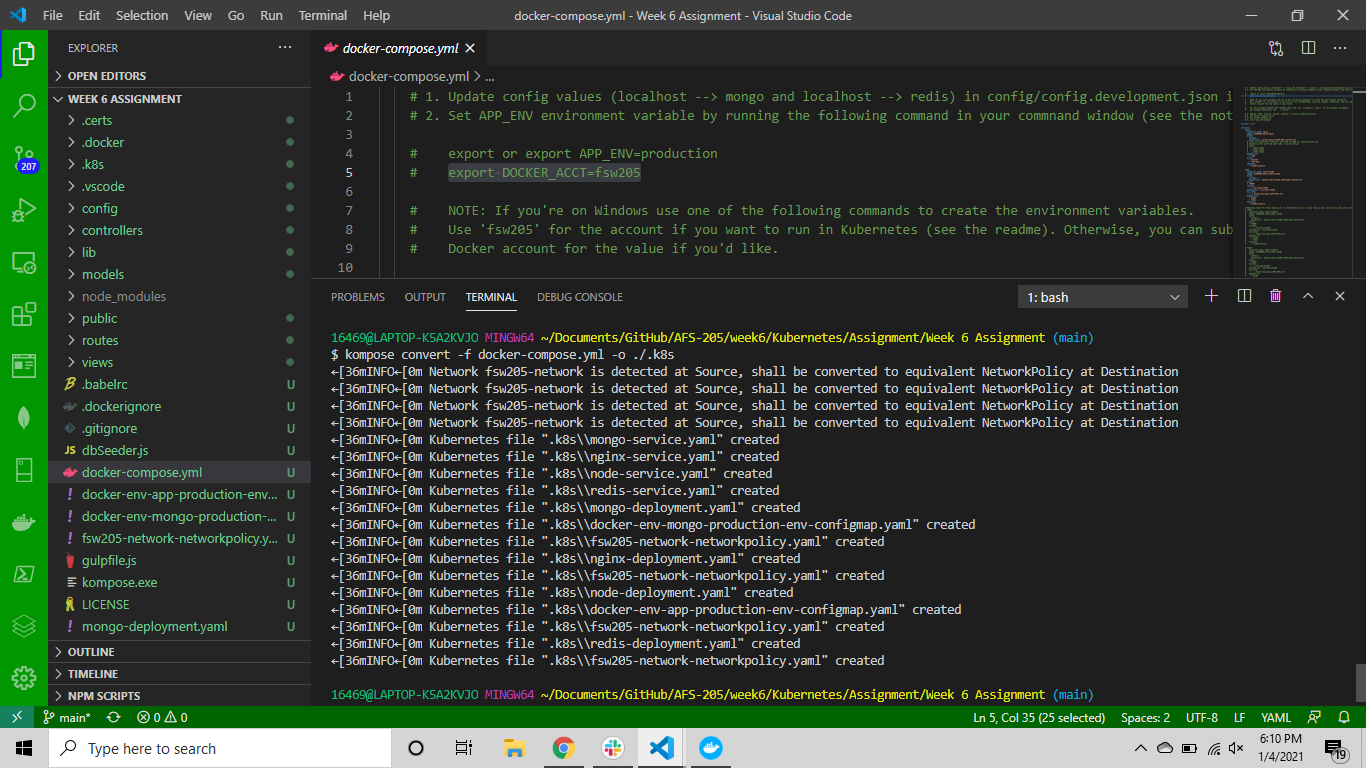 File Edit Selection View Go Run Terminal Help
docker-compose.yml - Week 6 Assignment - Visual Studio Code
EXPLORER
OPEN EDITORS
WEEK 6 ASSIGNMENT
.certs
.docker
.k8s
.vscode
config
controllers
lib
models
node_modules
public
routes
views
.babelrc U
.dockerignore U
.gitignore U
JS dbSeeder.js U
docker-compose.yml U
! docker-env-app-production-env... U
! docker-env-mongo-production-... U
! fsw205-network-networkpolicy.y... U
gulpfile.js U
kompose.exe U
LICENSE U
! mongo-deployment.yaml U
OUTLINE
TIMELINE
NPM SCRIPTS
207
docker-compose.yml
docker-compose.yml > ...
1 # 1. Update config values (localhost --> mongo and localhost --> redis) in config/config.development.json i
2 # 2. Set APP_ENV environment variable by running the following command in your commnand window (see the not
3
4 # export or export APP_ENV=production
5 # export·DOCKER_ACCT=fsw205
6
7 # NOTE: If you're on Windows use one of the following commands to create the environment variables.
8 # Use 'fsw205' for the account if you want to run in Kubernetes (see the readme). Otherwise, you can sub
9 # Docker account for the value if you'd like.
10
PROBLEMS OUTPUT TERMINAL DEBUG CONSOLE
1: bash
16469@LAPTOP-K5A2KVJO MINGW64 ~/Documents/GitHub/AFS-205/week6/Kubernetes/Assignment/Week 6 Assignment (main)
$ kompose convert -f docker-compose.yml -o ./.k8s
←[36mINFO←[0m Network fsw205-network is detected at Source, shall be converted to equivalent NetworkPolicy at Destination
←[36mINFO←[0m Network fsw205-network is detected at Source, shall be converted to equivalent NetworkPolicy at Destination
←[36mINFO←[0m Network fsw205-network is detected at Source, shall be converted to equivalent NetworkPolicy at Destination
←[36mINFO←[0m Network fsw205-network is detected at Source, shall be converted to equivalent NetworkPolicy at Destination
←[36mINFO←[0m Kubernetes file ".k8s\\mongo-service.yaml" created
←[36mINFO←[0m Kubernetes file ".k8s\\nginx-service.yaml" created
←[36mINFO←[0m Kubernetes file ".k8s\\node-service.yaml" created
←[36mINFO←[0m Kubernetes file ".k8s\\redis-service.yaml" created
←[36mINFO←[0m Kubernetes file ".k8s\\mongo-deployment.yaml" created
←[36mINFO←[0m Kubernetes file ".k8s\\docker-env-mongo-production-env-configmap.yaml" created
←[36mINFO←[0m Kubernetes file ".k8s\\fsw205-network-networkpolicy.yaml" created
←[36mINFO←[0m Kubernetes file ".k8s\\nginx-deployment.yaml" created
←[36mINFO←[0m Kubernetes file ".k8s\\fsw205-network-networkpolicy.yaml" created
←[36mINFO←[0m Kubernetes file ".k8s\\node-deployment.yaml" created
←[36mINFO←[0m Kubernetes file ".k8s\\docker-env-app-production-env-configmap.yaml" created
←[36mINFO←[0m Kubernetes file ".k8s\\fsw205-network-networkpolicy.yaml" created
←[36mINFO←[0m Kubernetes file ".k8s\\redis-deployment.yaml" created
←[36mINFO←[0m Kubernetes file ".k8s\\fsw205-network-networkpolicy.yaml" created
16469@LAPTOP-K5A2KVJO MINGW64 ~/Documents/GitHub/AFS-205/week6/Kubernetes/Assignment/Week 6 Assignment (main)
main* 0 0 Ln 5, Col 35 (25 selected) Spaces: 2 UTF-8 LF YAML
Type here to search
6:10 PM
1/4/2021
19